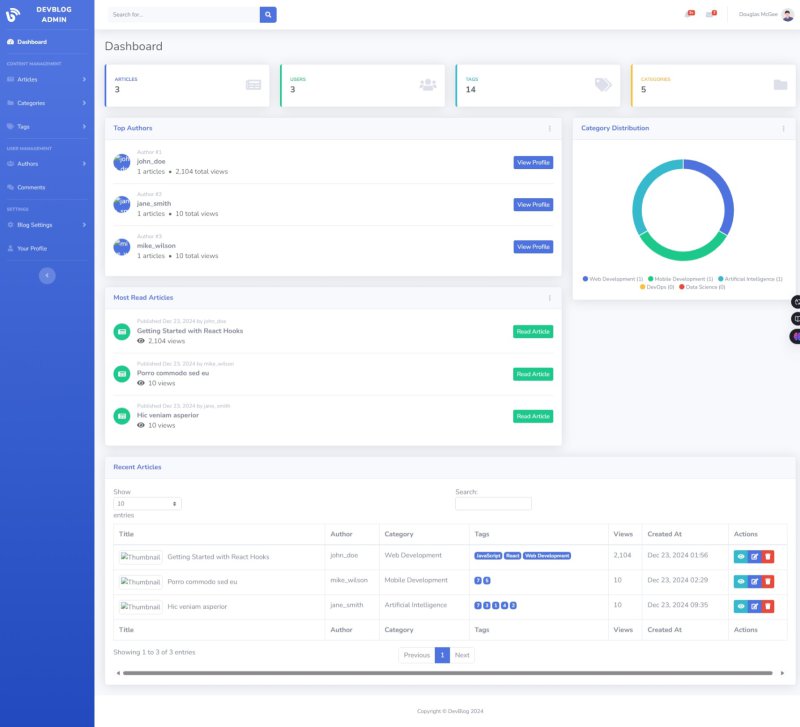 DEVBLOG
ADMIN
Search for...
3+
7
Douglas McGee
Dashboard
CONTENT MANAGEMENT
Articles
Categories
Tags
USER MANAGEMENT
Authors
Comments
SETTINGS
Blog Settings
Your Profile
Dashboard
ARTICLES
3
USERS
3
TAGS
14
CATEGORIES
5
Top Authors
Author #1
john_doe
1 articles • 2,104 total views
View Profile
Author #2
jane_smith
1 articles • 10 total views
View Profile
Author #3
mike_wilson
1 articles • 10 total views
View Profile
Category Distribution
Web Development (1) Mobile Development (1) Artificial Intelligence (1)
DevOps (0) Data Science (0)
Most Read Articles
Published Dec 23, 2024 by john_doe
Getting Started with React Hooks
2,104 views
Read Article
Published Dec 23, 2024 by mike_wilson
Porro commodo sed eu
10 views
Read Article
Published Dec 23, 2024 by jane_smith
Hic veniam asperior
10 views
Read Article
Recent Articles
Show
10
entries
Search:
Title Author Category Tags Views Created At Actions
Thumbnail Getting Started with React Hooks john_doe Web Development JavaScript React Web Development 2,104 Dec 23, 2024 01:56
Thumbnail Porro commodo sed eu mike_wilson Mobile Development 7 5 10 Dec 23, 2024 02:29
Thumbnail Hic veniam asperior jane_smith Artificial Intelligence 7 3 1 4 2 10 Dec 23, 2024 09:35
Title Author Category Tags Views Created At Actions
Showing 1 to 3 of 3 entries
Previous 1 Next
Copyright © DevBlog 2024